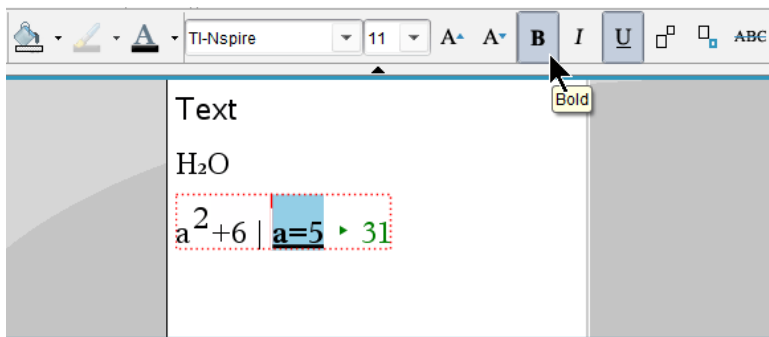 A TI-Nspire 11 A A B I U ABC
Bold
Text
H₂O
a²+6 | a=5 ▸ 31